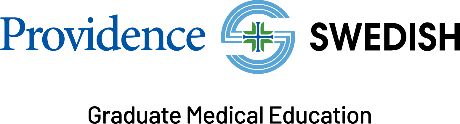 Providence SWEDISH
Graduate Medical Education